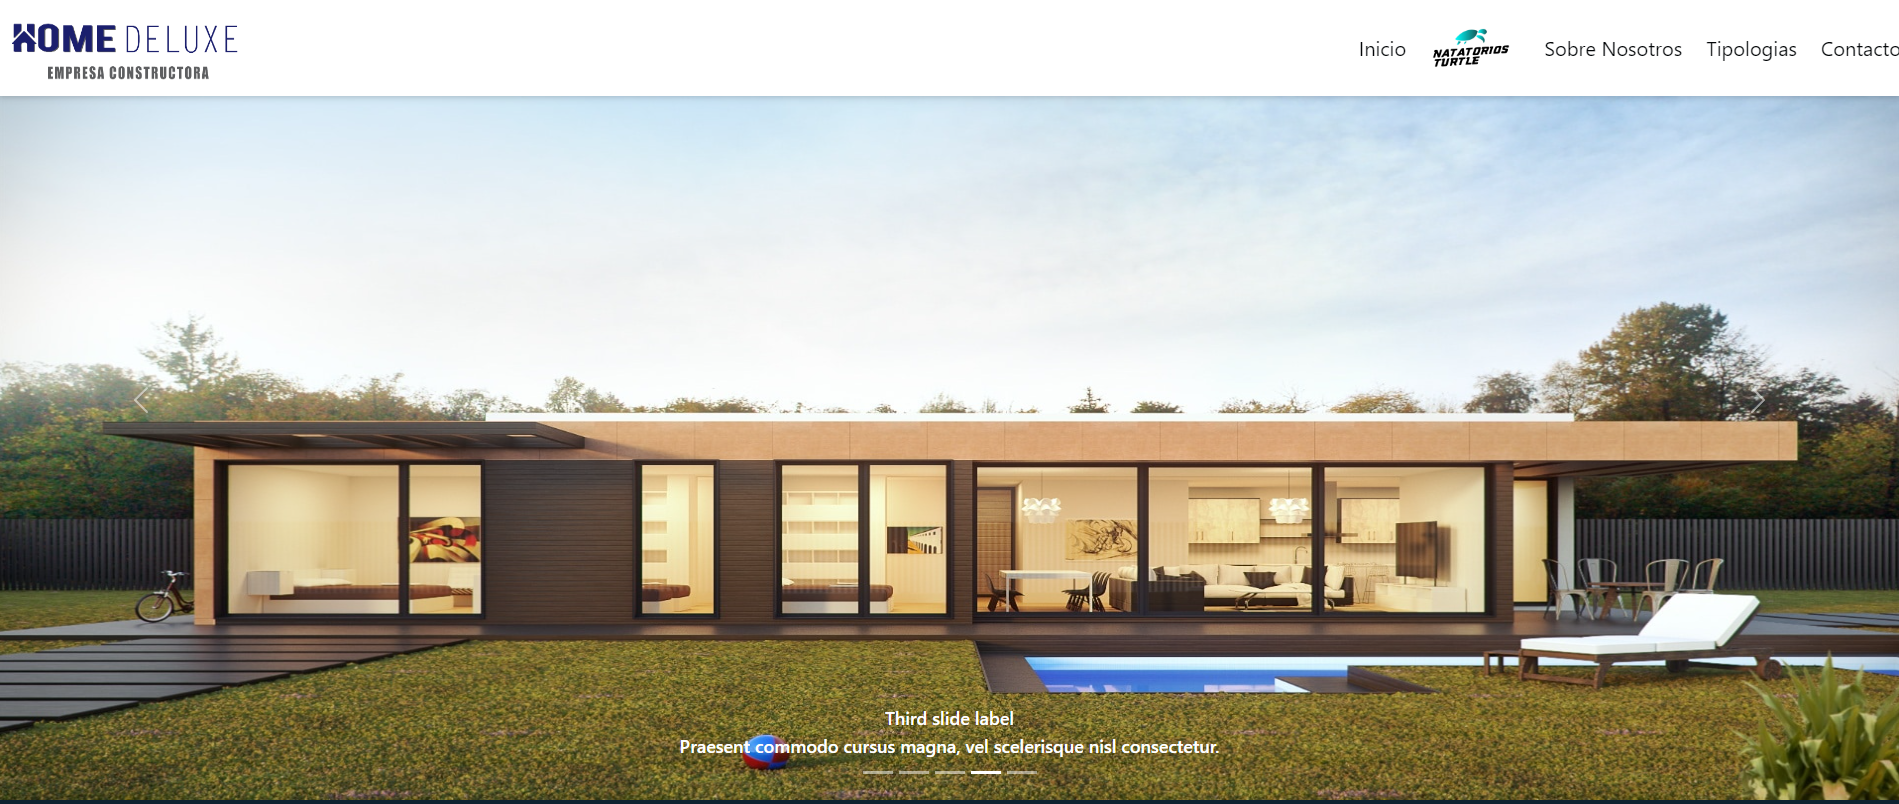 HOME DELUXE
EMPRESA CONSTRUCTORA
Inicio
NATATORIOS
TURTLE
Sobre Nosotros
Tipologias
Contacto
Third slide label
Praesent commodo cursus magna, vel scelerisque nisl consectetur.